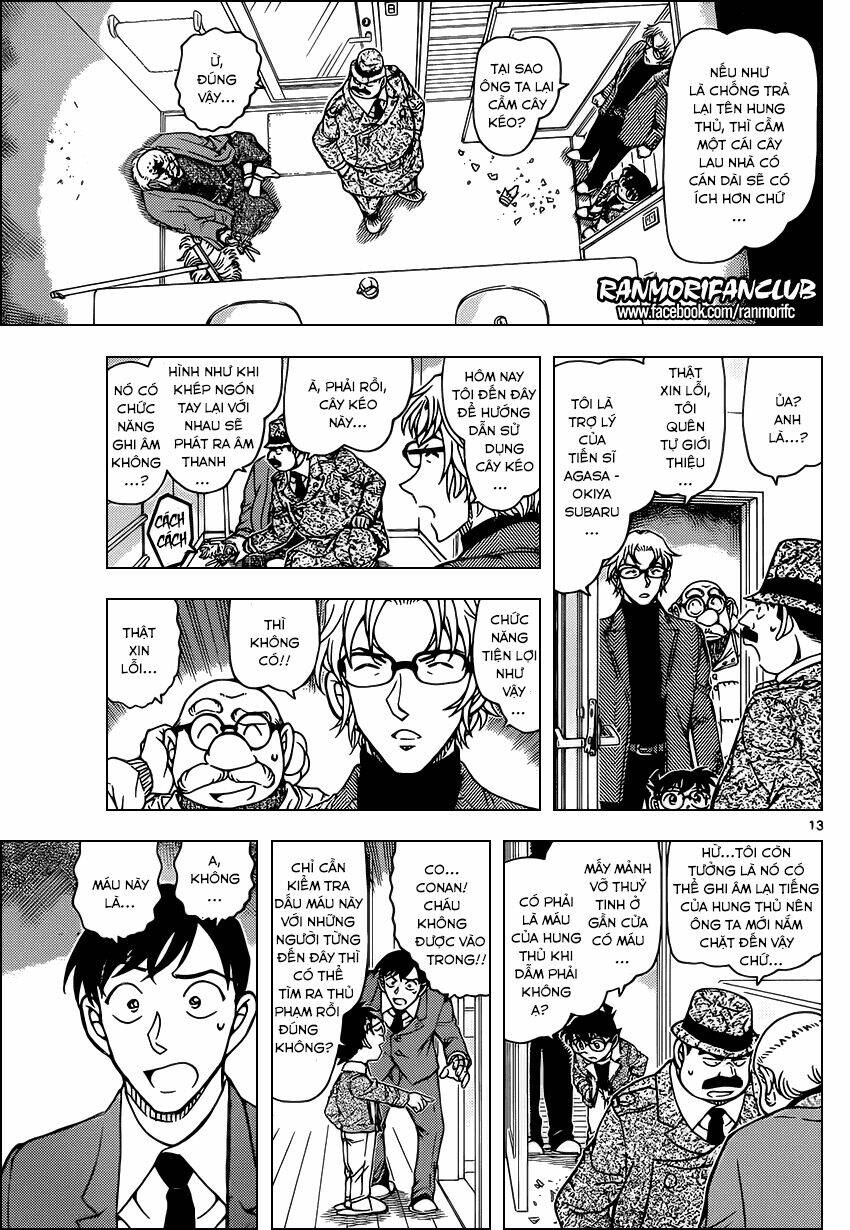 NẾU NHƯ
LÀ CHỐNG TRẢ
LẠI TÊN HUNG
THỦ, THÌ CẦM
MỘT CÁI CÂY
LAU NHÀ CÓ
CÁN DÀI SẼ CÓ
ÍCH HƠN CHỨ
...
TẠI SAO
ÔNG TA LẠI
CẦM CÂY
KÉO?
Ừ,
ĐÚNG
VẬY...
RANMORIFANCLUB
www.facebook.com/ranmorifc
ỦA?
ANH
LÀ...?
THẬT
XIN LỖI,
TÔI
QUÊN
TỰ GIỚI
THIỆU
...
TÔI LÀ
TRỢ LÝ
CỦA
TIẾN SĨ
AGASA -
OKIYA
SUBARU
...
HÔM NAY
TÔI ĐẾN ĐÂY
ĐỂ HƯỚNG
DẪN SỬ
DỤNG
CÂY KÉO
...
À, PHẢI RỒI,
CÂY KÉO
NÀY...
HÌNH NHƯ KHI
KHÉP NGÓN
TAY LẠI VỚI
NHAU SẼ
PHÁT RA ÂM
THANH
...
NÓ CÓ
CHỨC
NĂNG
GHI ÂM
KHÔNG
...?
CÁCH
CÁCH
CHỨC
NĂNG
TIỆN LỢI
NHƯ
VẬY
...
THÌ
KHÔNG
CÓ!!
THẬT
XIN
LỖI...
13
HỪ...TÔI CÒN
TƯỞNG LÀ NÓ CÓ
THỂ GHI ÂM LẠI TIẾNG
CỦA HUNG THỦ NÊN
ÔNG TA MỚI NẮM
CHẶT ĐẾN VẬY
CHỨ...
MẤY MẢNH
VỠ THUỶ
TINH Ở
GẦN CỬA
CÓ MÁU
...
CÓ PHẢI
LÀ MÁU
CỦA HUNG
THỦ KHI
DẪM PHẢI
KHÔNG
Ạ?
CO...
CONAN!
CHÁU
KHÔNG
ĐƯỢC VÀO
TRONG!!
CHỈ CẦN
KIỂM TRA
DẤU MÁU NÀY
VỚI NHỮNG
NGƯỜI TỪNG
ĐẾN ĐÂY THÌ
CÓ THỂ
TÌM RA THỦ
PHẠM RỒI
ĐÚNG
KHÔNG?
A,
KHÔNG
...
MÁU NÀY
LÀ...